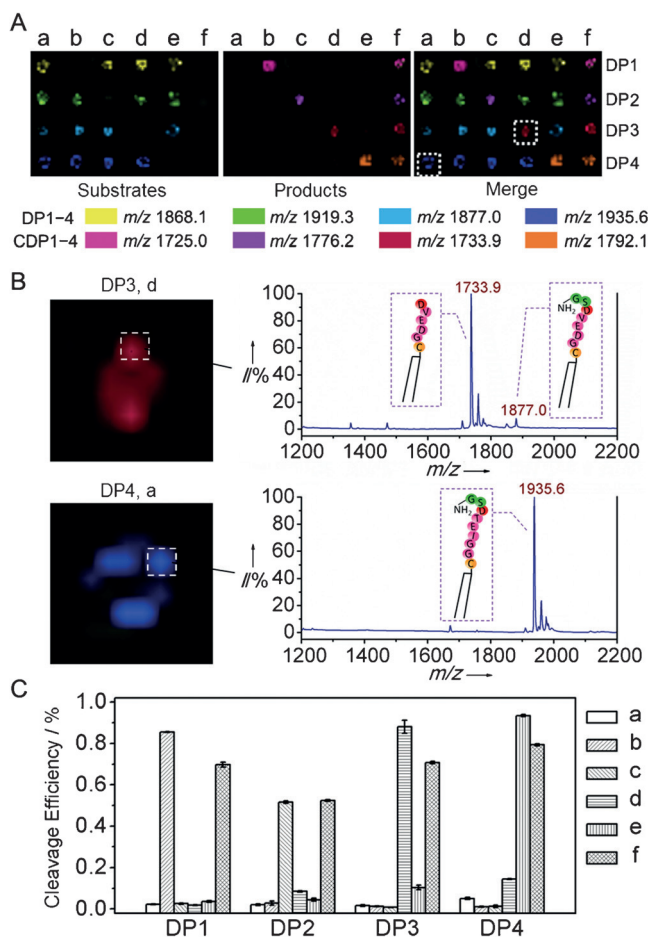 A
a b c d e f a b c d e f a b c d e f
DP1
DP2
DP3
DP4
Substrates Products Merge
DP1-4 m/z 1868.1 m/z 1919.3 m/z 1877.0 m/z 1935.6
CDP1-4 m/z 1725.0 m/z 1776.2 m/z 1733.9 m/z 1792.1
B
DP3, d
I/%
100
80
60
40
20
0
1733.9
1877.0
D
V
E
D
G
C
NH2 G S
D
V
E
D
G
C
1200 1400 1600 1800 2000 2200
m/z
DP4, a
I/%
100
80
60
40
20
0
1935.6
NH2 G S
D
T
E
I
G
G
C
1200 1400 1600 1800 2000 2200
m/z
C
Cleavage Efficiency / %
1.0
0.8
0.6
0.4
0.2
0.0
DP1 DP2 DP3 DP4
a
b
c
d
e
f